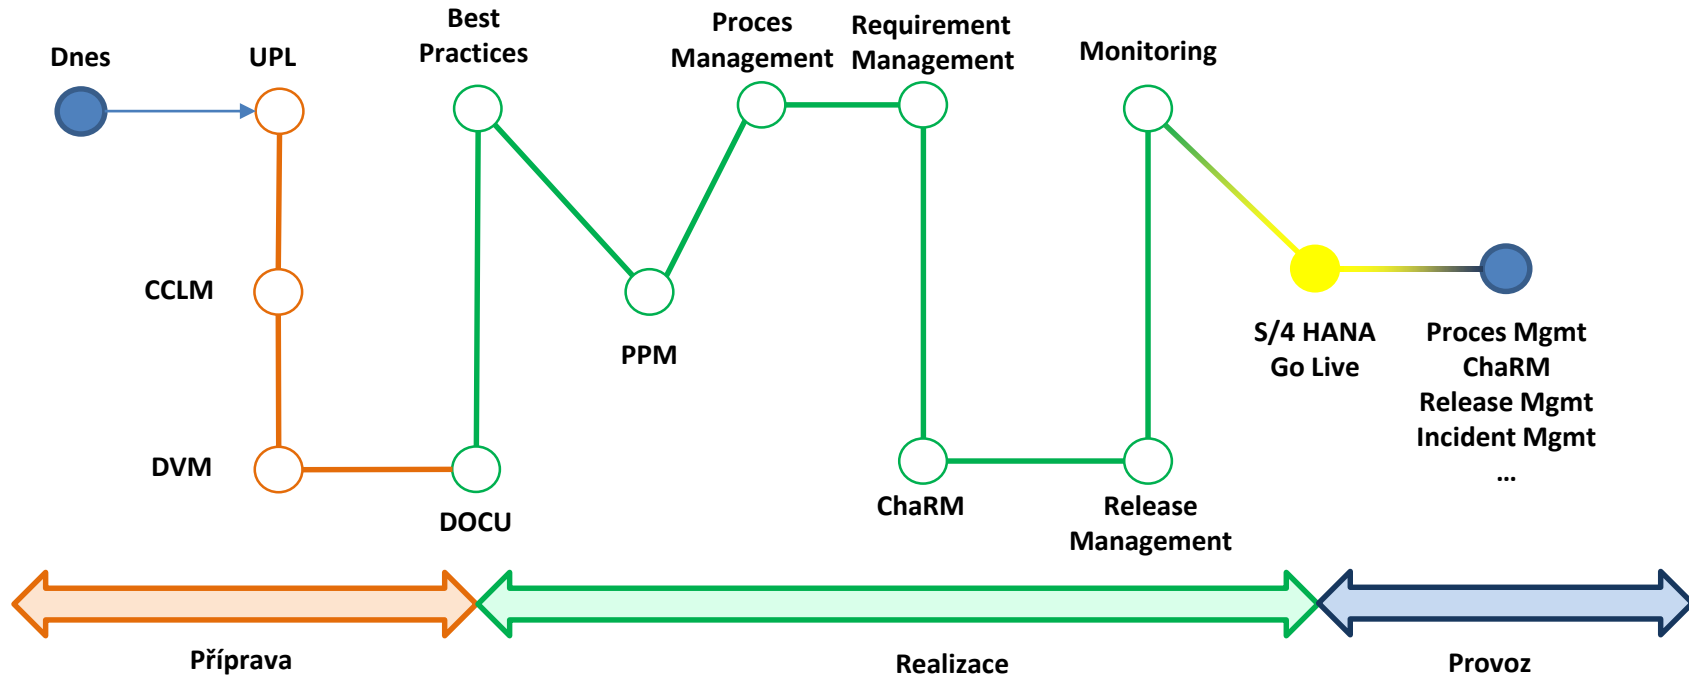 Dnes
UPL
Best
Practices
Proces
Management
Requirement
Management
Monitoring
CCLM
PPM
S/4 HANA
Go Live
Proces Mgmt
ChaRM
Release Mgmt
Incident Mgmt
...
DVM
DOCU
ChaRM
Release
Management
Příprava
Realizace
Provoz